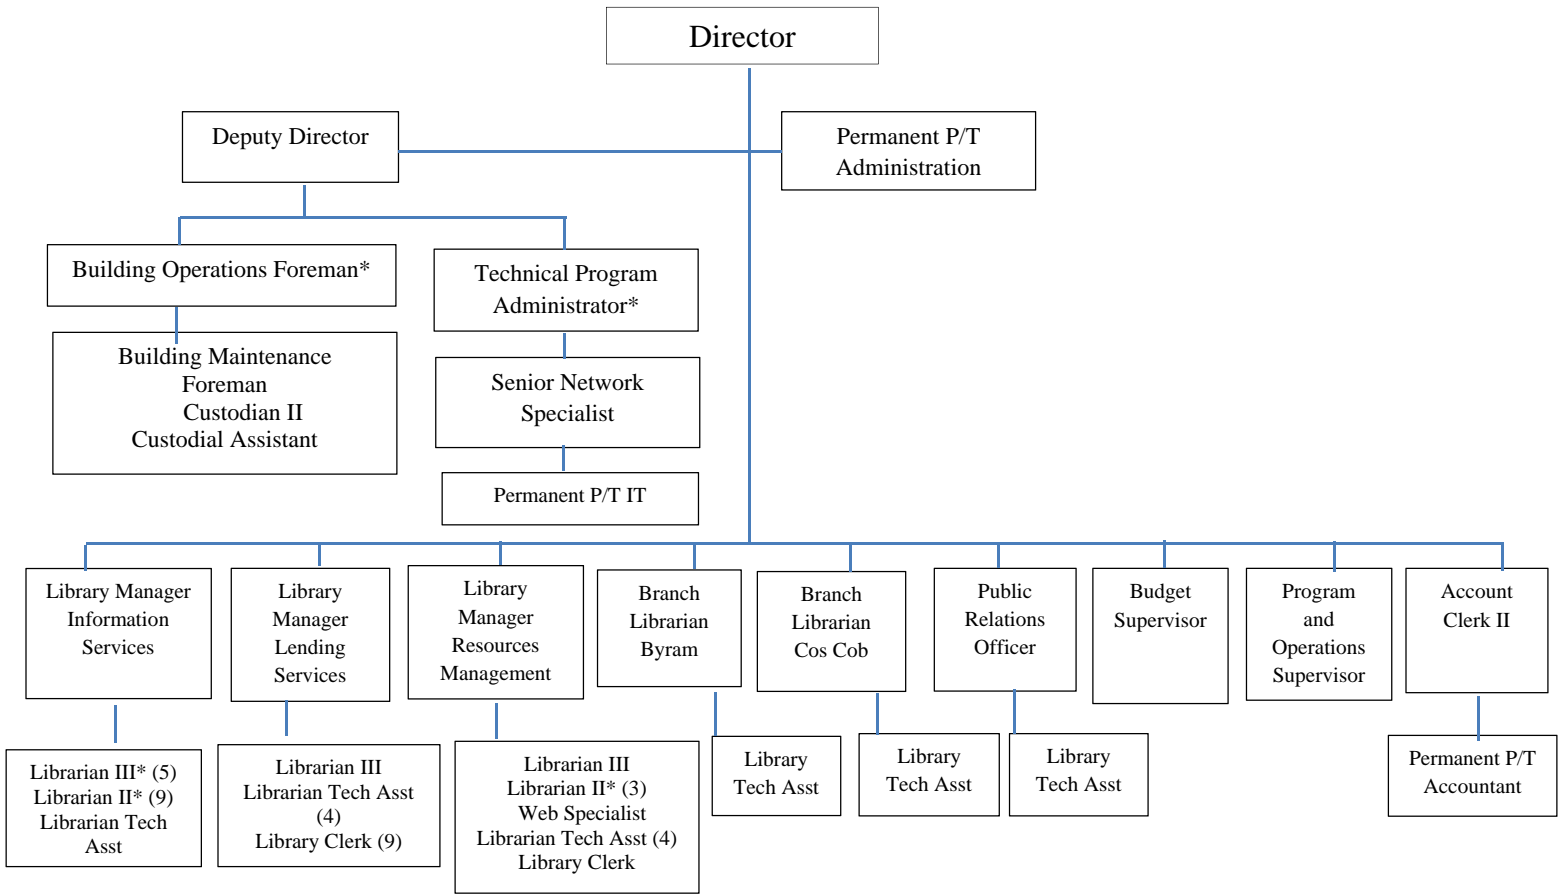 Director
Deputy Director
Permanent P/T
Administration
Building Operations Foreman*
Technical Program
Administrator*
Building Maintenance
Foreman
Custodian II
Custodial Assistant
Senior Network
Specialist
Permanent P/T IT
Library Manager
Information
Services
Library
Manager
Lending
Services
Library
Manager
Resources
Management
Branch
Librarian
Byram
Branch
Librarian
Cos Cob
Public
Relations
Officer
Budget
Supervisor
Program
and
Operations
Supervisor
Account
Clerk II
Librarian III* (5)
Librarian II* (9)
Librarian Tech
Asst
Librarian III
Librarian Tech Asst
(4)
Library Clerk (9)
Librarian III
Librarian II* (3)
Web Specialist
Librarian Tech Asst (4)
Library Clerk
Library
Tech Asst
Library
Tech Asst
Library
Tech Asst
Permanent P/T
Accountant